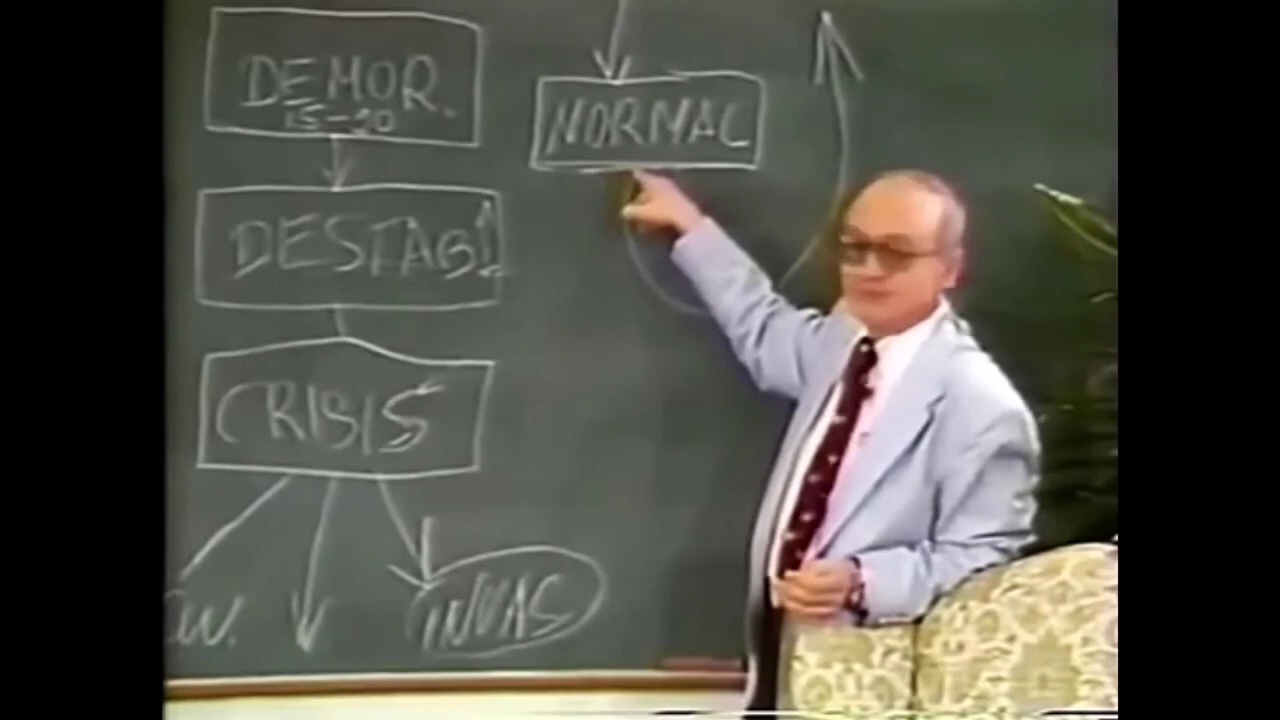 DEMOR.
15-20
DESTAB!
CRISIS
C.W.
INVAS
NORMAL